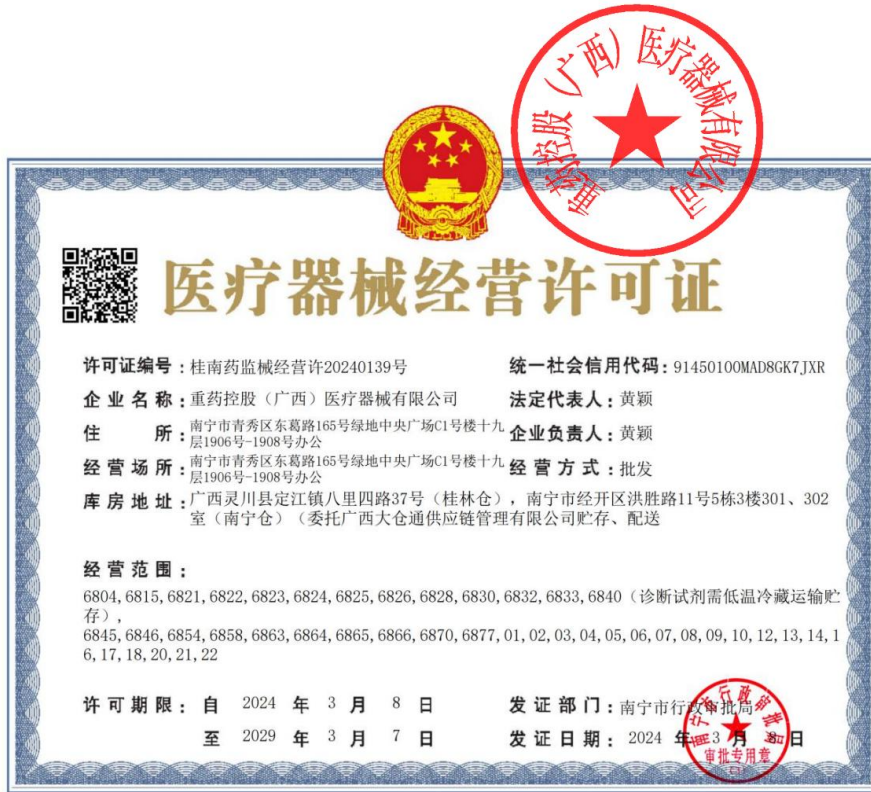 重药控股（广西）医疗器械有限公司
医疗器械经营许可证
许可证编号：桂南药监械经营许20240139号
统一社会信用代码：91450100MAD8GK7JXR
企业名称：重药控股（广西）医疗器械有限公司
法定代表人：黄颖
住所：南宁市青秀区东葛路165号绿地中央广场C1号楼十九
层1906号-1908号办公
企业负责人：黄颖
经营场所：南宁市青秀区东葛路165号绿地中央广场C1号楼十九
层1906号-1908号办公
经营方式：批发
库房地址：广西灵川县定江镇八里四路37号（桂林仓），南宁市经开区洪胜路11号5栋3楼301、302
室（南宁仓）（委托广西大仓通供应链管理有限公司贮存、配送
经营范围：
6804,6815,6821,6822,6823,6824,6825,6826,6828,6830,6832,6833,6840（诊断试剂需低温冷藏运输贮
存），
6845,6846,6854,6858,6863,6864,6865,6866,6870,6877,01,02,03,04,05,06,07,08,09,10,12,13,14,1
6,17,18,20,21,22
许可期限：自 2024 年 3 月 8 日
至 2029 年 3 月 7 日
发证部门：南宁市行政审批局
发证日期：2024 年 3 月 8 日
南宁市行政审批局
审批专用章